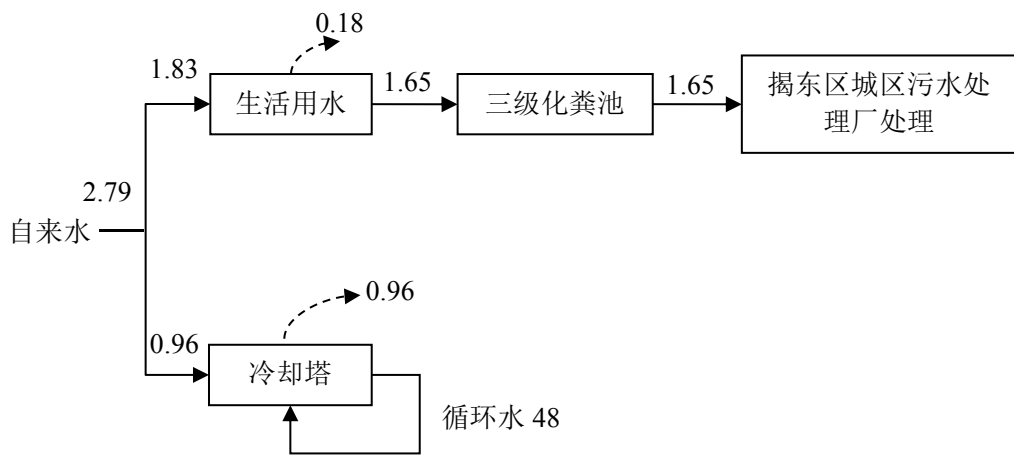 0.18
1.83
生活用水
1.65
三级化粪池
1.65
揭东区城区污水处
理厂处理
2.79
自来水
0.96
0.96
冷却塔
循环水 48